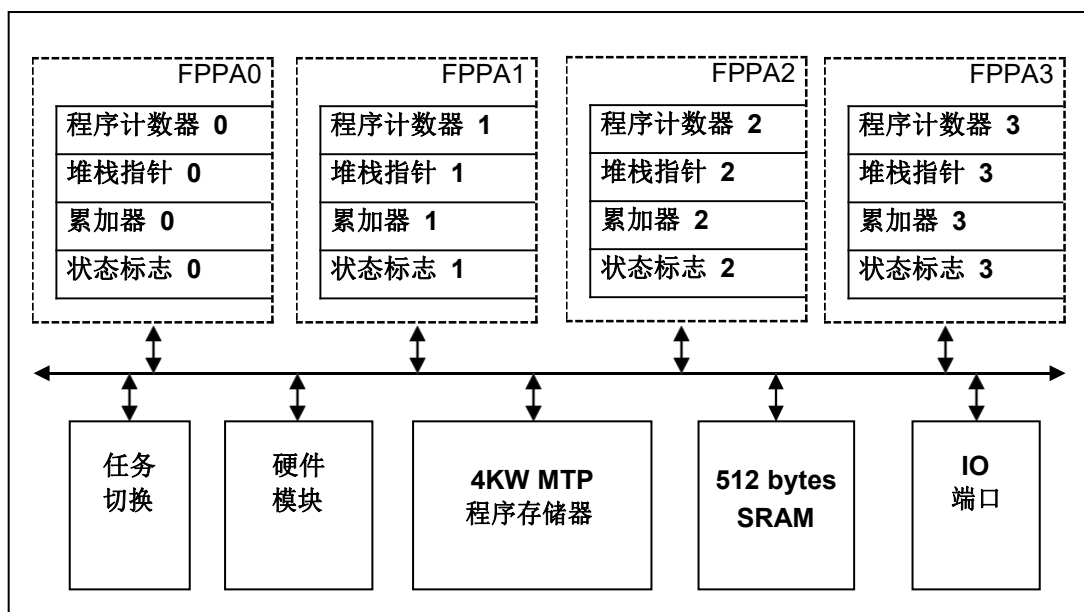 FPPA0
程序计数器 0
堆栈指针 0
累加器 0
状态标志 0
FPPA1
程序计数器 1
堆栈指针 1
累加器 1
状态标志 1
FPPA2
程序计数器 2
堆栈指针 2
累加器 2
状态标志 2
FPPA3
程序计数器 3
堆栈指针 3
累加器 3
状态标志 3
任务
切换
硬件
模块
4KW MTP
程序存储器
512 bytes
SRAM
IO
端口